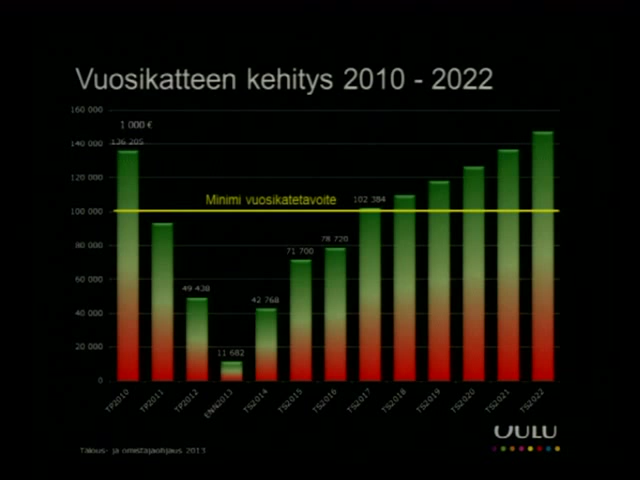 Vuosikatteen kehitys 2010 - 2022
160 000
1 000 €
140 000
136 205
120 000
Minimi vuosikatetavoite
102 384
100 000
80 000
78 720
71 700
60 000
49 438
42 768
40 000
20 000
11 682
0
TP2010 TP2011 TP2012 ENN2013 TS2014 TS2015 TS2016 TS2017 TS2018 TS2019 TS2020 TS2021 TS2022
OULU
Talous- ja omistajaohjaus 2013